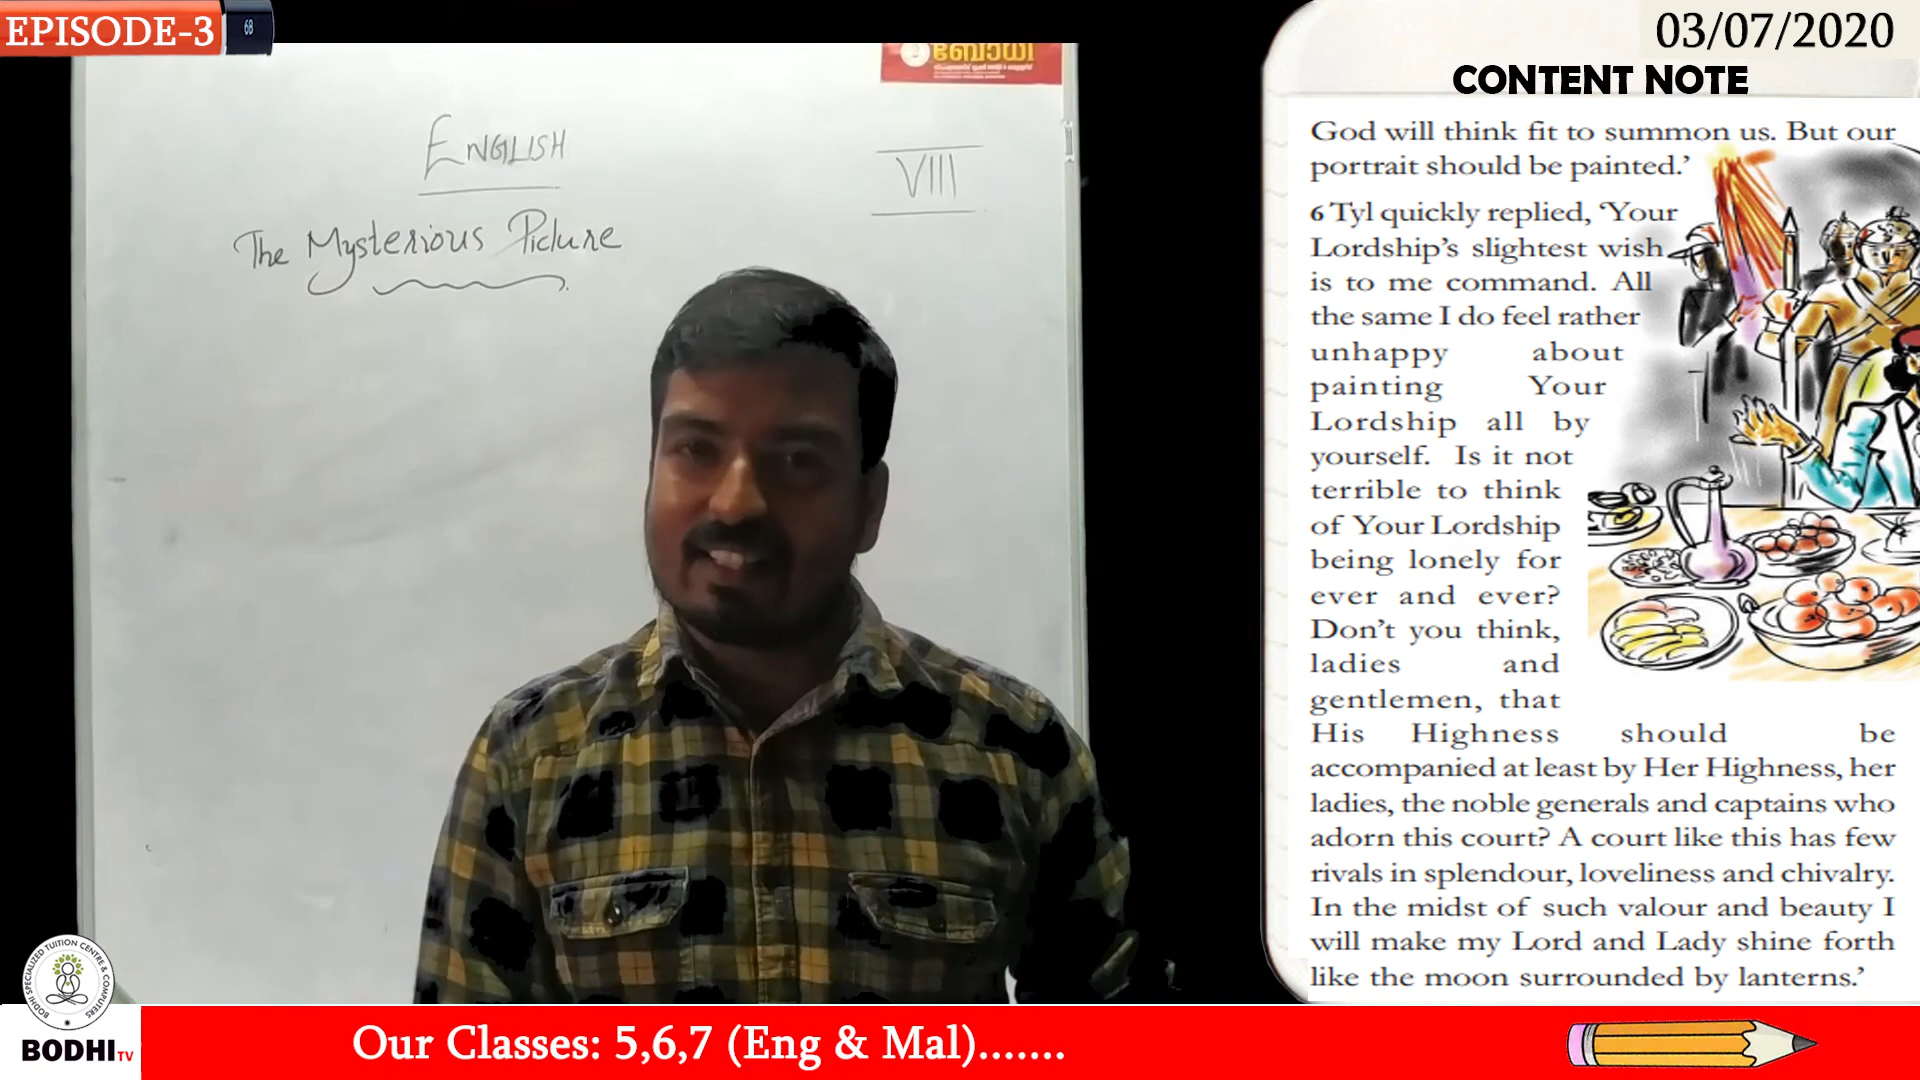 EPISODE-3
68
ബോധി
ENGLISH
VIII
The Mysterious Picture
03/07/2020
CONTENT NOTE
God will think fit to summon us. But our
portrait should be painted.’
6 Tyl quickly replied, ‘Your
Lordship’s slightest wish
is to me command. All
the same I do feel rather
unhappy about
painting Your
Lordship all by
yourself. Is it not
terrible to think
of Your Lordship
being lonely for
ever and ever?
Don’t you think,
ladies and
gentlemen, that
His Highness should be
accompanied at least by Her Highness, her
ladies, the noble generals and captains who
adorn this court? A court like this has few
rivals in splendour, loveliness and chivalry.
In the midst of such valour and beauty I
will make my Lord and Lady shine forth
like the moon surrounded by lanterns.’
BODHI SPECIALIZED TUITION CENTRE & COMPUTERS
BODHI TV
Our Classes: 5,6,7 (Eng & Mal).......